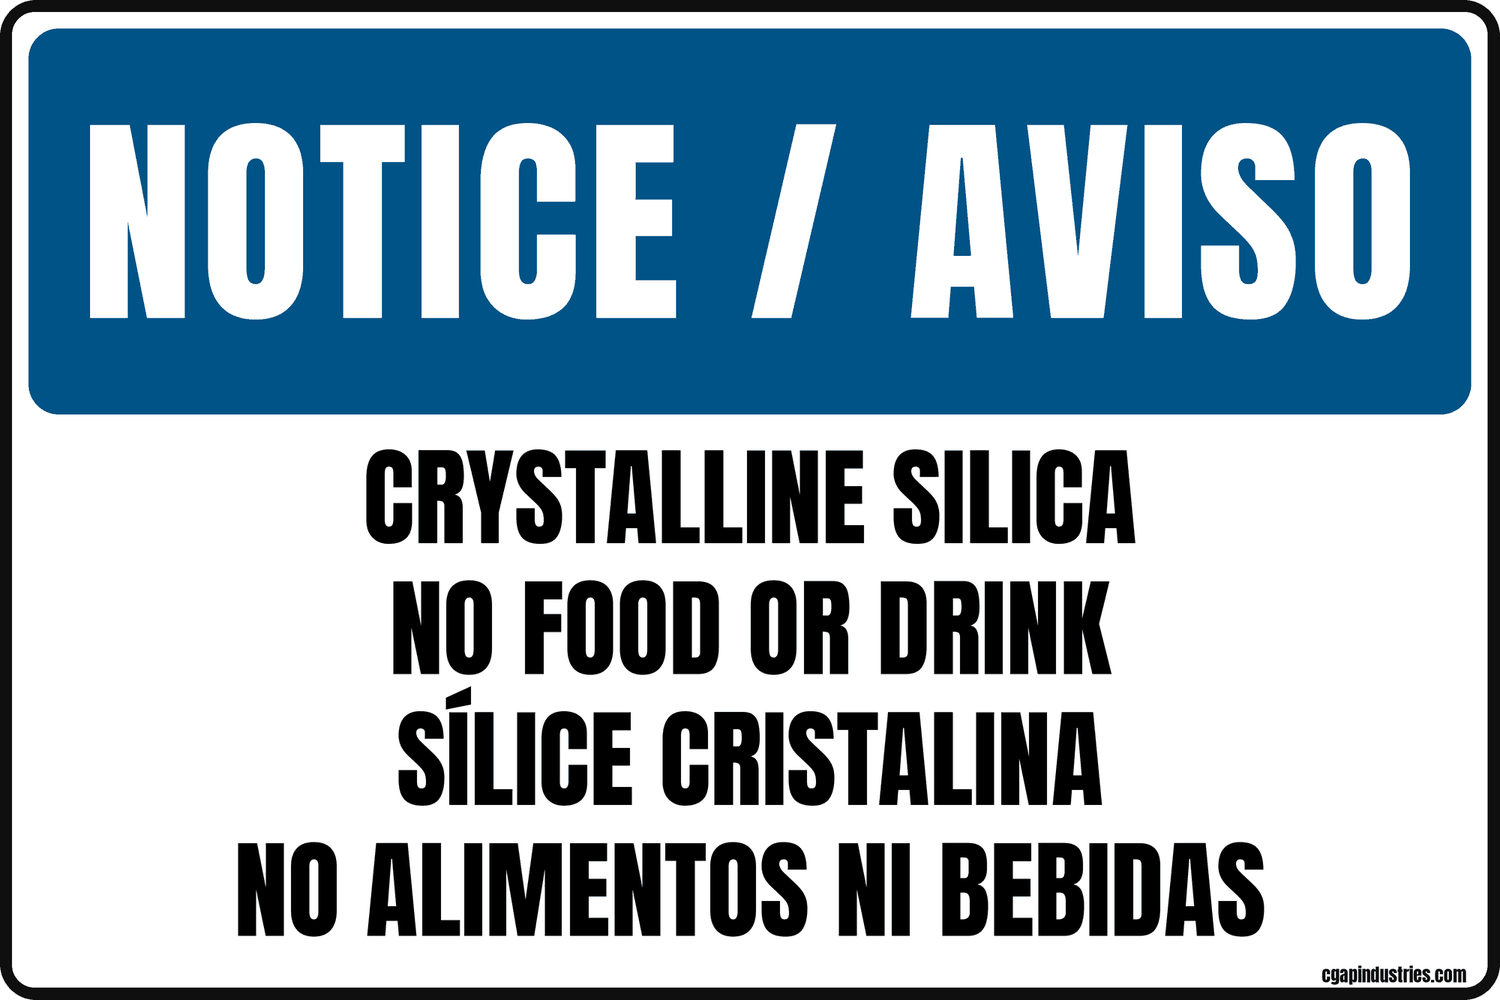 NOTICE / AVISO
CRYSTALLINE SILICA
NO FOOD OR DRINK
SÍLICE CRISTALINA
NO ALIMENTOS NI BEBIDAS
cgapindustries.com